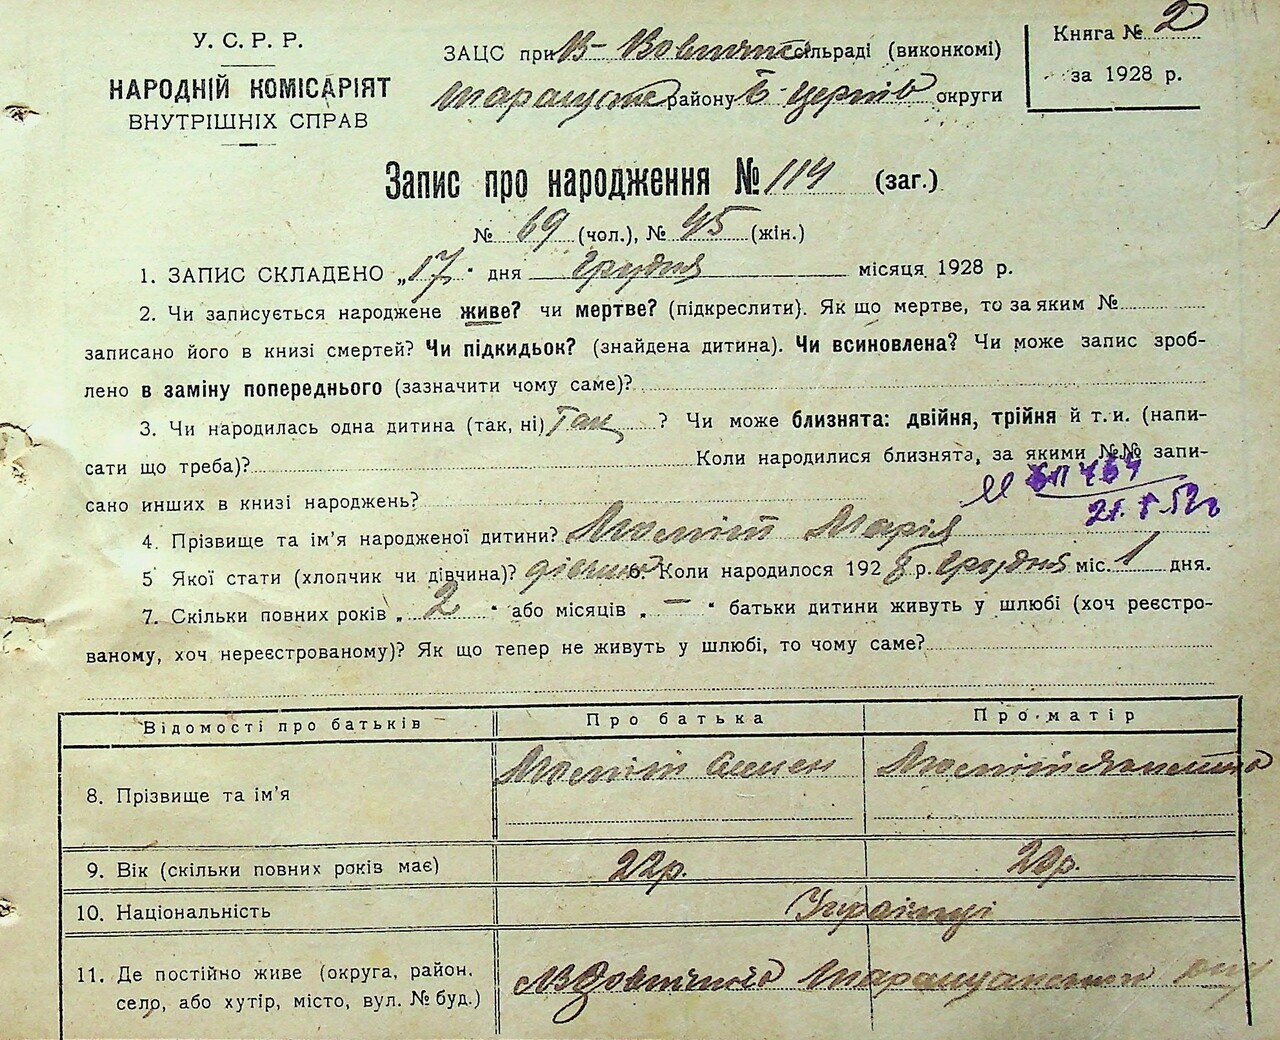 У. С. Р. Р.
НАРОДНІЙ КОМІСАРІЯТ
ВНУТРІШНІХ СПРАВ
ЗАЦС при В- сільраді (виконкомі)
району Б- Церків округи
Книга № 2
за 1928 р.
Запис про народження № 114 (заг.)
№ 69 (чол.), № 45 (жін.)
1. ЗАПИС СКЛАДЕНО „17" дня грудня місяця 1928 р.
2. Чи записується народжене живе? чи мертве? (підкреслити). Як що мертве, то за яким №
записано його в книзі смертей? Чи підкидьок? (знайдена дитина). Чи всиновлена? Чи може запис зроб-
лено в заміну попереднього (зазначити чому саме)?
3. Чи народилась одна дитина (так, ні) так ? Чи може близнята: двійня, трійня й т. и. (напи-
сати що треба)? Коли народилися близнята, за якими №№ запи-
сано инших в книзі народжень?
4. Прізвище та ім'я народженої дитини? Марія
5 Якої стати (хлопчик чи дівчина)? дівчина 6. Коли народилося 1928 р. грудня міс. 1 дня.
7. Скільки повних років „ 2 " або місяців „ — " батьки дитини живуть у шлюбі (хоч реєстро-
ваному, хоч нереєстрованому)? Як що тепер не живуть у шлюбі, то чому саме?
Відомості про батьків Про батька Про матір
8. Прізвище та ім'я
9. Вік (скільки повних років має) 22р. 20р.
10. Національність Українці
11. Де постійно живе (округа, район,
село, або хутір, місто, вул. № буд.)